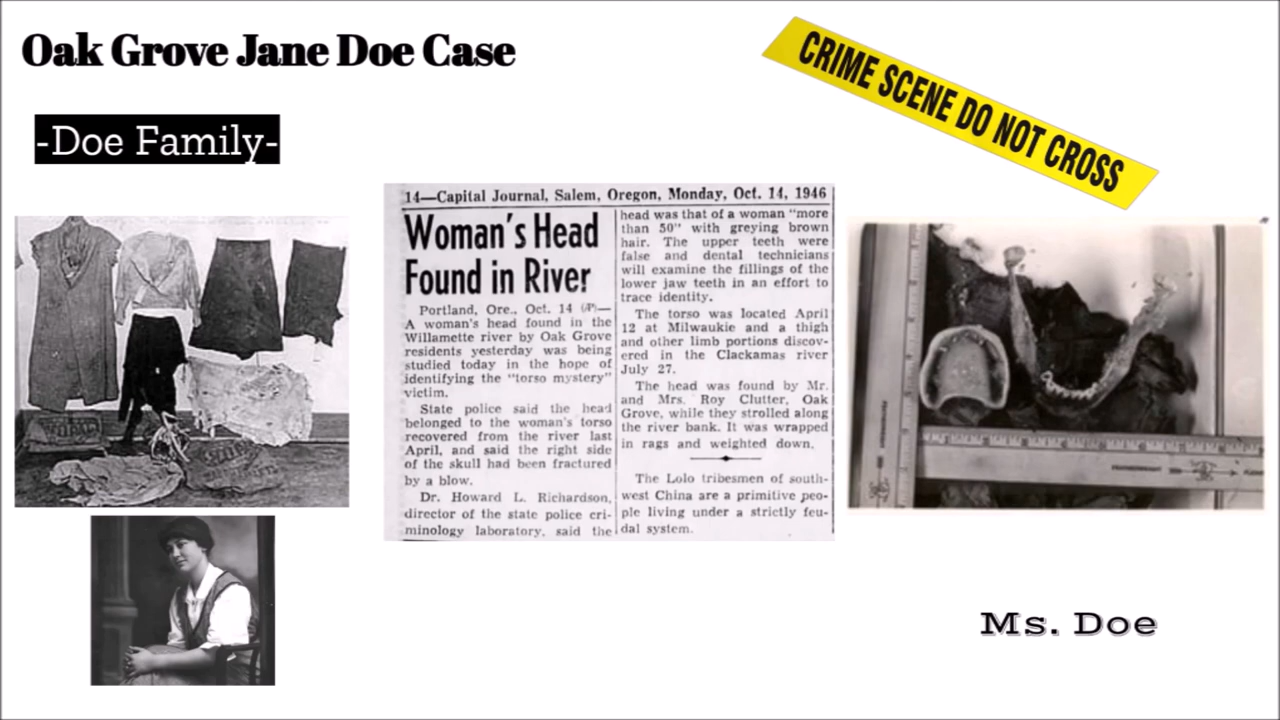 Oak Grove Jane Doe Case
CRIME SCENE DO NOT CROSS
-Doe Family-
14—Capital Journal, Salem, Oregon, Monday, Oct. 14, 1946
Woman's Head
Found in River
Portland, Ore., Oct. 14 (AP)—
A woman's head found in the
Willamette river by Oak Grove
residents yesterday was being
studied today in the hope of
identifying the "torso mystery"
victim.
State police said the head
belonged to the woman's torso
recovered from the river last
April, and said the right side
of the skull had been fractured
by a blow.
Dr. Howard L. Richardson,
director of the state police cri-
minology laboratory, said the
head was that of a woman "more
than 50" with greying brown
hair. The upper teeth were
false and dental technicians
will examine the fillings of the
lower jaw teeth in an effort to
trace identity.
The torso was located April
12 at Milwaukie and a thigh
and other limb portions discov-
ered in the Clackamas river
July 27.
The head was found by Mr.
and Mrs. Roy Clutter, Oak
Grove, while they strolled along
the river bank. It was wrapped
in rags and weighted down.
The Lolo tribesmen of south-
west China are a primitive peo-
ple living under a strictly feu-
dal system.
Ms. Doe